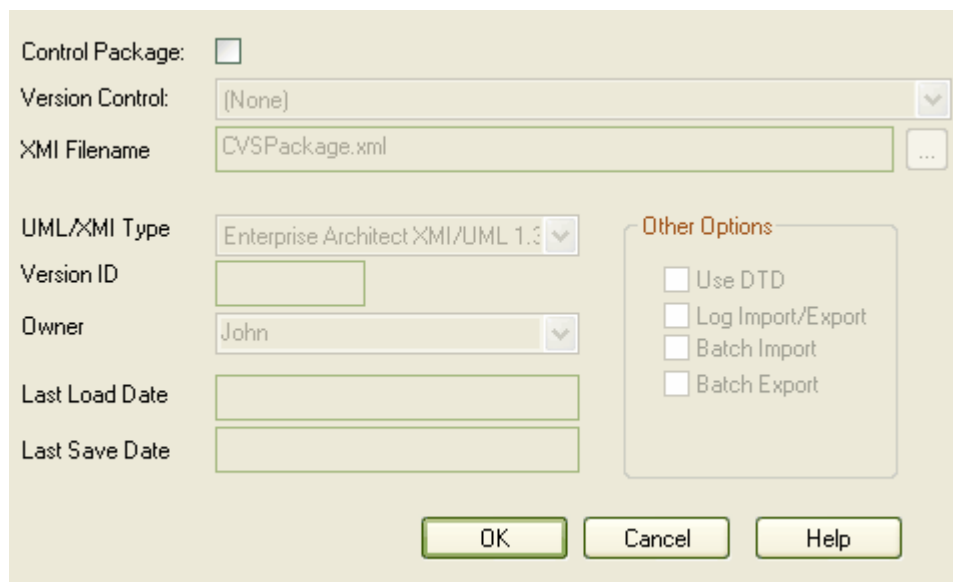 Control Package:
Version Control: (None)
XMI Filename CVSPackage.xml ...
UML/XMI Type Enterprise Architect XMI/UML 1.3
Other Options
Version ID
Use DTD
Owner John
Log Import/Export
Batch Import
Batch Export
Last Load Date
Last Save Date
OK Cancel Help